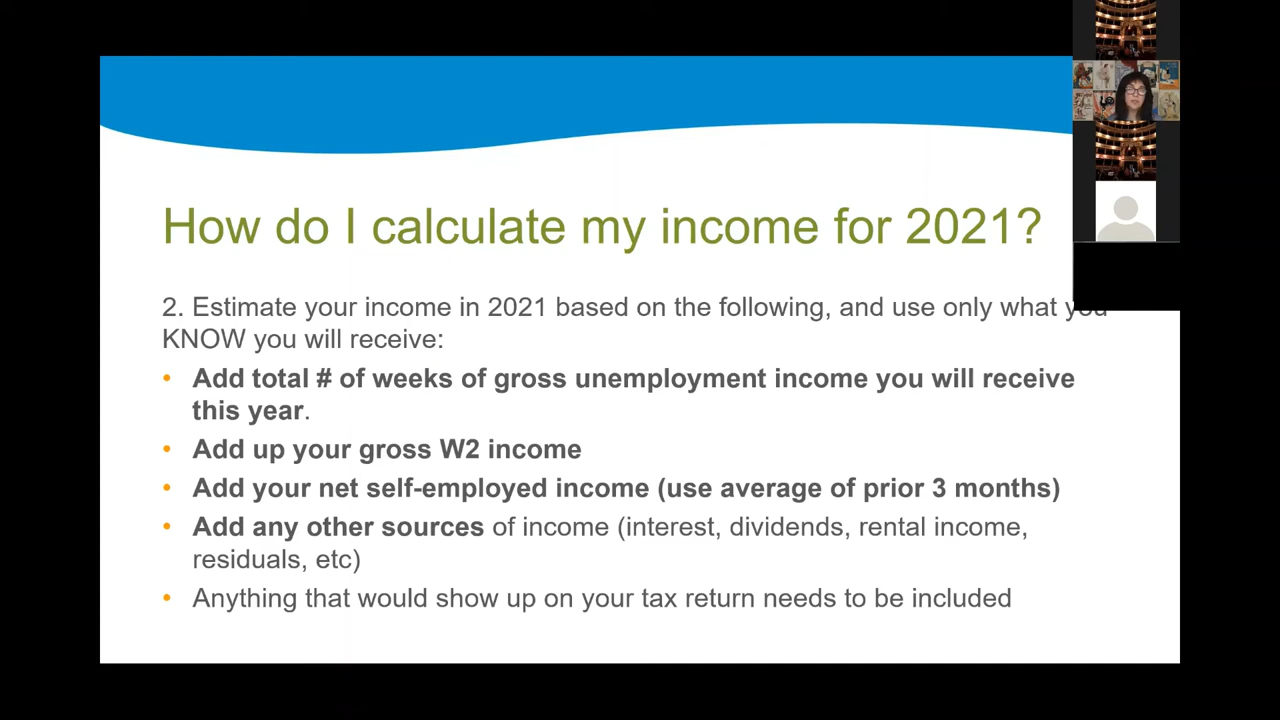 How do I calculate my income for 2021?
2. Estimate your income in 2021 based on the following, and use only what you
KNOW you will receive:
• Add total # of weeks of gross unemployment income you will receive
this year.
• Add up your gross W2 income
• Add your net self-employed income (use average of prior 3 months)
• Add any other sources of income (interest, dividends, rental income,
residuals, etc)
• Anything that would show up on your tax return needs to be included